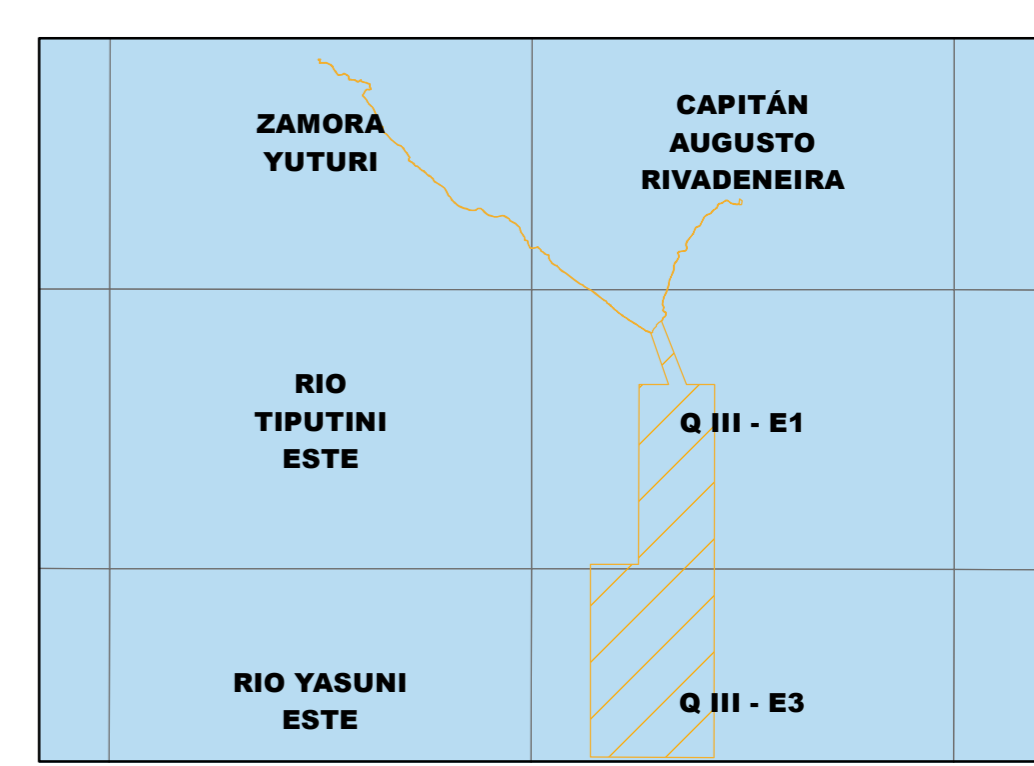 ZAMORA
YUTURI
CAPITÁN
AUGUSTO
RIVADENEIRA
RIO
TIPUTINI
ESTE
Q III - E1
RIO YASUNI
ESTE
Q III - E3